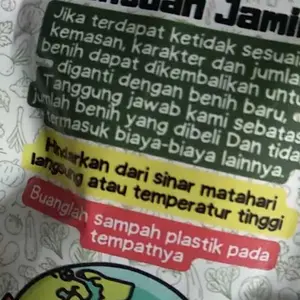 Jika terdapat ketidak sesuai
kemasan, karakter dan jumla
benih dapat dikembalikan untu
diganti dengan benih baru.
Tanggung jawab kami sebatas
jumlah benih yang dibeli Dan tida
termasuk biaya-biaya lainnya.
Hindarkan dari sinar matahari
langsung atau temperatur tinggi
Buanglah sampah plastik pada
tempatnya